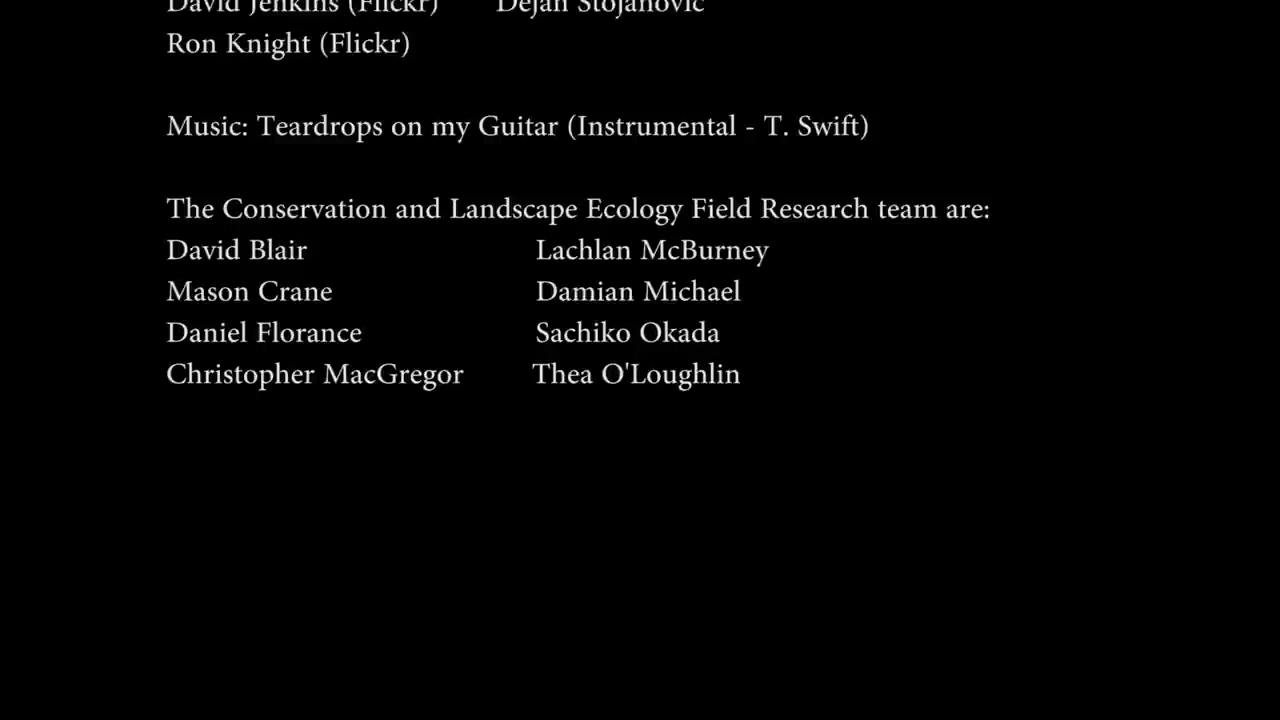 David Jenkins (Flickr) Dejan Stojanovic
Ron Knight (Flickr)
Music: Teardrops on my Guitar (Instrumental - T. Swift)
The Conservation and Landscape Ecology Field Research team are:
David Blair Lachlan McBurney
Mason Crane Damian Michael
Daniel Florance Sachiko Okada
Christopher MacGregor Thea O'Loughlin